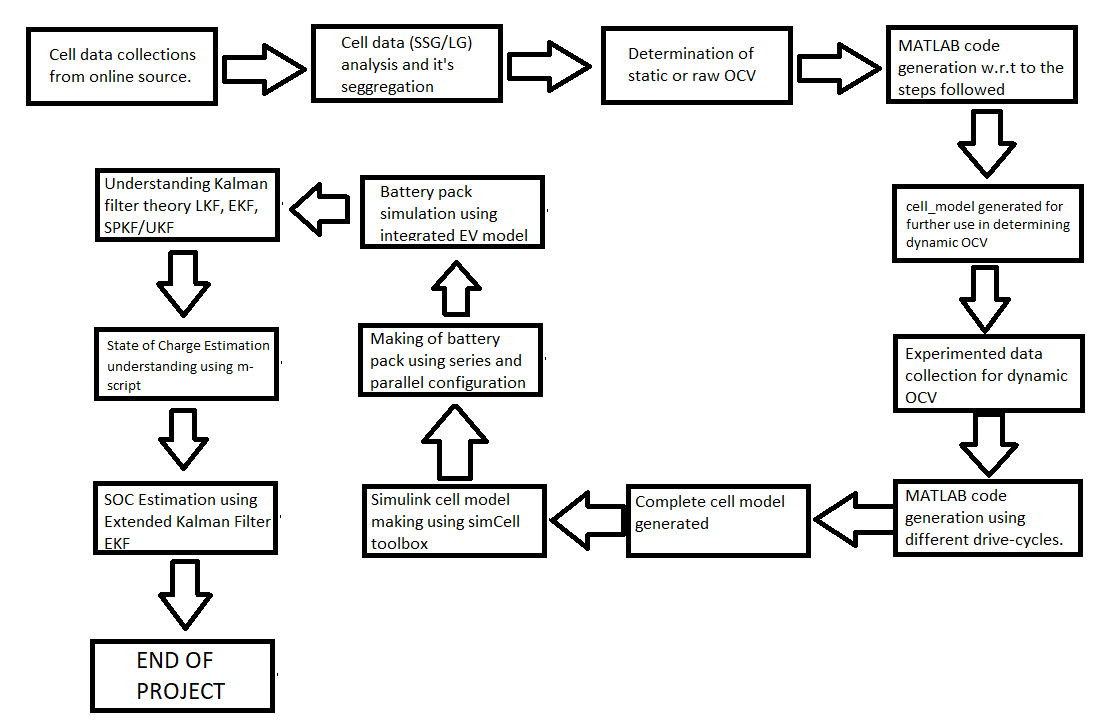 Cell data collections
from online source.
Cell data (SSG/LG)
analysis and it's
seggregation
Determination of
static or raw OCV
MATLAB code
generation w.r.t to the
steps followed
cell_model generated for
further use in determining
dynamic OCV
Experimented data
collection for dynamic
OCV
MATLAB code
generation using
different drive-cycles.
Complete cell model
generated
Simulink cell model
making using simCell
toolbox
Making of battery
pack using series and
parallel configuration
Battery pack
simulation using
integrated EV model
Understanding Kalman
filter theory LKF, EKF,
SPKF/UKF
State of Charge Estimation
understanding using m-
script
SOC Estimation using
Extended Kalman Filter
EKF
END OF
PROJECT